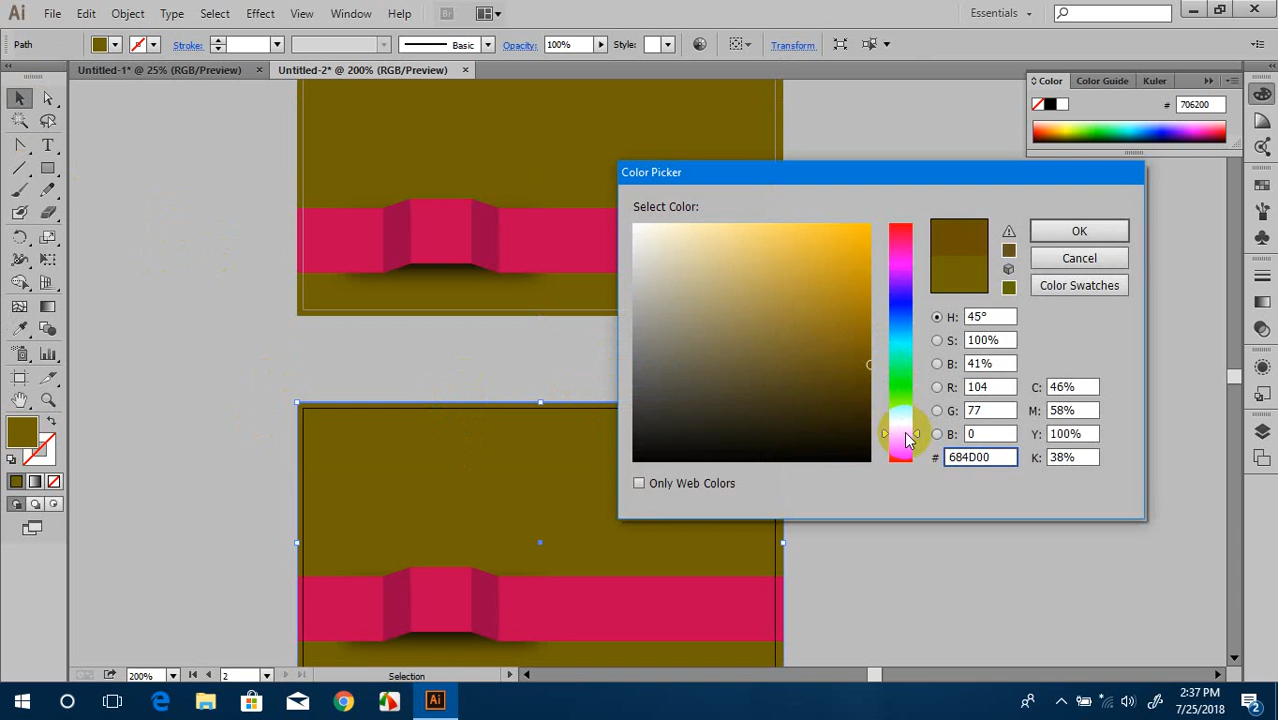 Ai File Edit Object Type Select Effect View Window Help Br Essentials
Path Stroke: Basic Opacity: 100% Style: Transform
Untitled-1* @ 25% (RGB/Preview) × Untitled-2* @ 200% (RGB/Preview) ×
Color Color Guide Kuler
# 706200
Color Picker
Select Color:
OK
Cancel
Color Swatches
H: 45°
S: 100%
B: 41%
R: 104 C: 46%
G: 77 M: 58%
B: 0 Y: 100%
# 684D00 K: 38%
Only Web Colors
200% 2 Selection
Ai 2:37 PM
7/25/2018 2